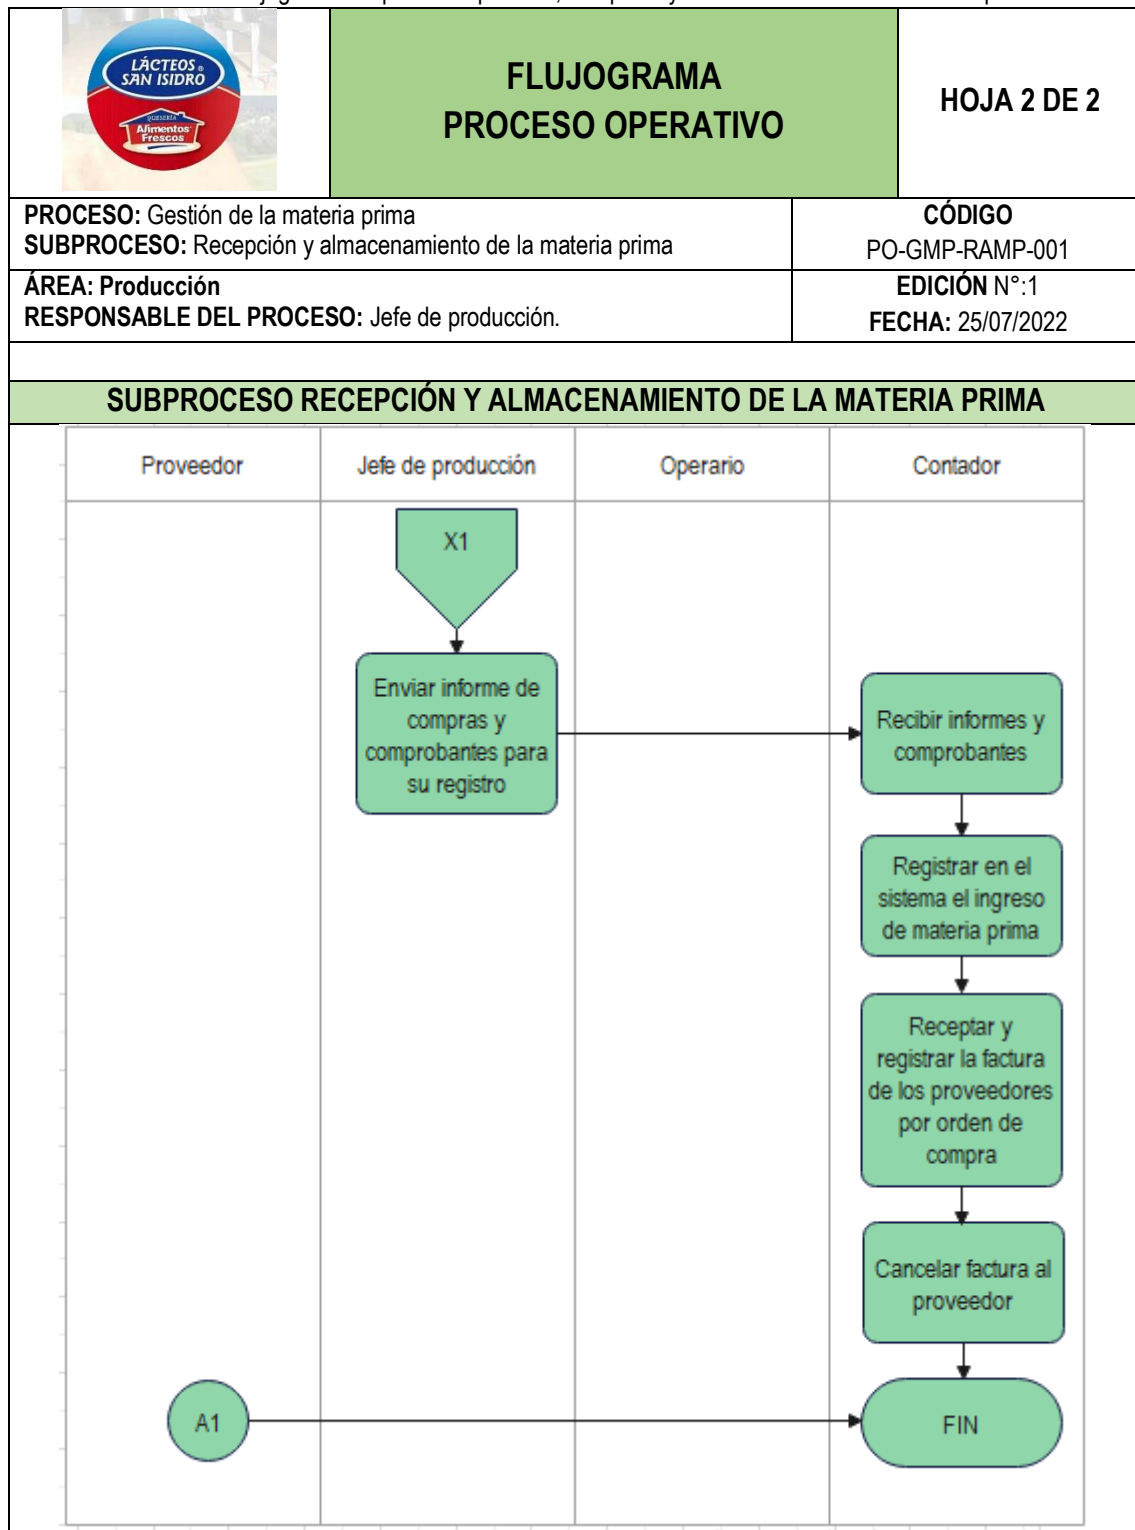 LÁCTEOS ®
SAN ISIDRO
QUESERÍA
Alimentos
Frescos
FLUJOGRAMA
PROCESO OPERATIVO
HOJA 2 DE 2
PROCESO: Gestión de la materia prima
SUBPROCESO: Recepción y almacenamiento de la materia prima
CÓDIGO
PO-GMP-RAMP-001
ÁREA: Producción
RESPONSABLE DEL PROCESO: Jefe de producción.
EDICIÓN N°:1
FECHA: 25/07/2022
SUBPROCESO RECEPCIÓN Y ALMACENAMIENTO DE LA MATERIA PRIMA
Proveedor
Jefe de producción
Operario
Contador
X1
Enviar informe de
compras y
comprobantes para
su registro
Recibir informes y
comprobantes
Registrar en el
sistema el ingreso
de materia prima
Receptar y
registrar la factura
de los proveedores
por orden de
compra
Cancelar factura al
proveedor
A1
FIN